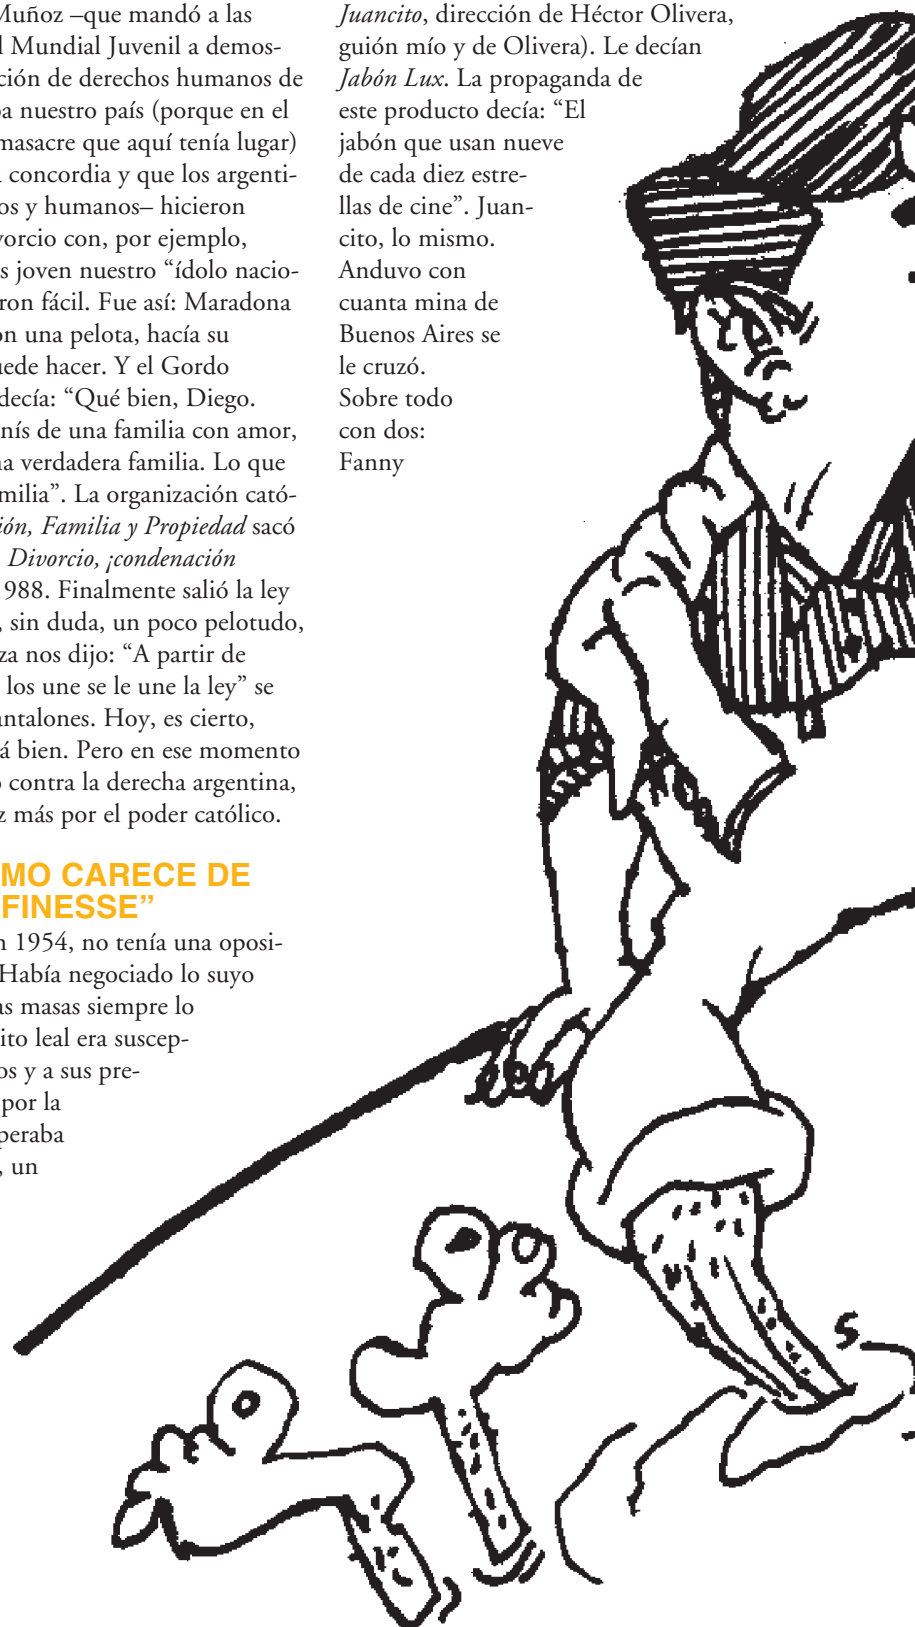 Muñoz –que mandó a las
l Mundial Juvenil a demos-
ción de derechos humanos de
a nuestro país (porque en el
masacre que aquí tenía lugar)
a concordia y que los argenti-
os y humanos– hicieron
vorcio con, por ejemplo,
s joven nuestro “ídolo nacio-
ron fácil. Fue así: Maradona
on una pelota, hacía su
uede hacer. Y el Gordo
decía: “Qué bien, Diego.
nís de una familia con amor,
na verdadera familia. Lo que
milia”. La organización cató-
ión, Familia y Propiedad sacó
Divorcio, ¡condenación
1988. Finalmente salió la ley
, sin duda, un poco pelotudo,
za nos dijo: “A partir de
los une se le une la ley” se
antalones. Hoy, es cierto,
á bien. Pero en ese momento
o contra la derecha argentina,
z más por el poder católico.
MO CARECE DE
FINESSE”
n 1954, no tenía una oposi-
Había negociado lo suyo
as masas siempre lo
ito leal era suscep-
os y a sus pre-
por la
peraba
, un
Juancito, dirección de Héctor Olivera,
guión mío y de Olivera). Le decían
Jabón Lux. La propaganda de
este producto decía: “El
jabón que usan nueve
de cada diez estre-
llas de cine”. Juan-
cito, lo mismo.
Anduvo con
cuanta mina de
Buenos Aires se
le cruzó.
Sobre todo
con dos:
Fanny